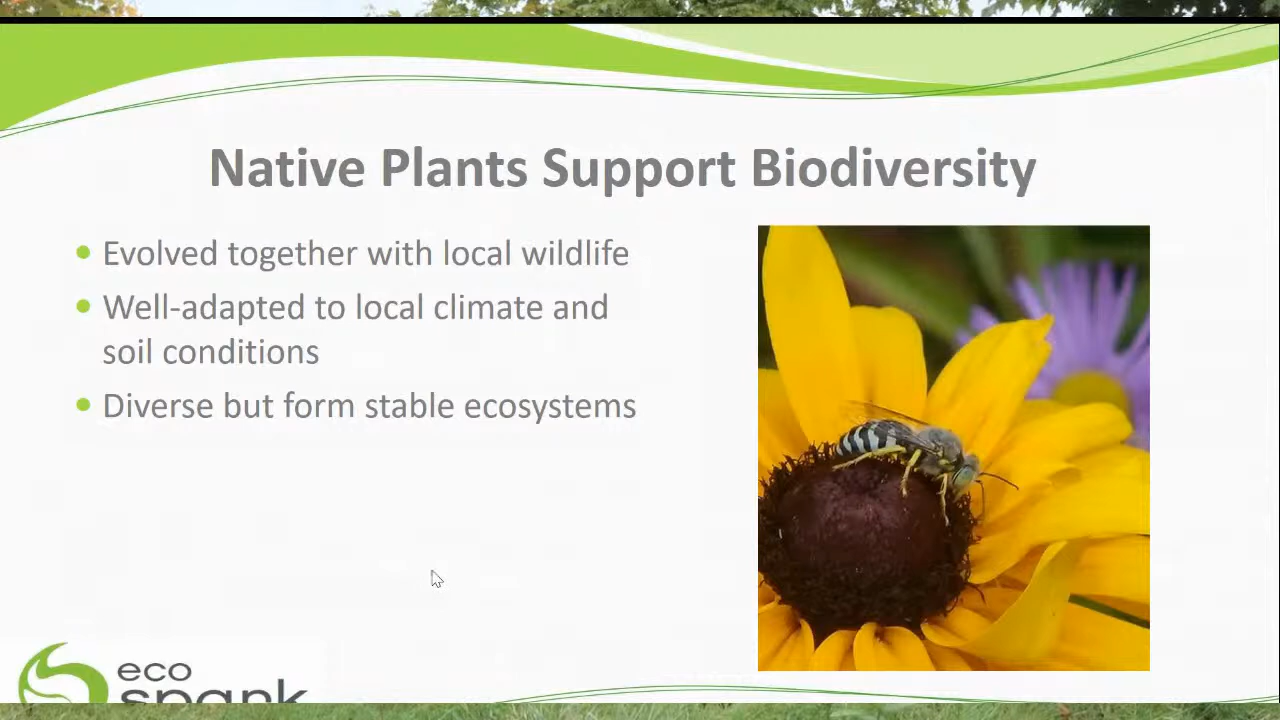 Native Plants Support Biodiversity
Evolved together with local wildlife
Well-adapted to local climate and
soil conditions
Diverse but form stable ecosystems
eco
spark